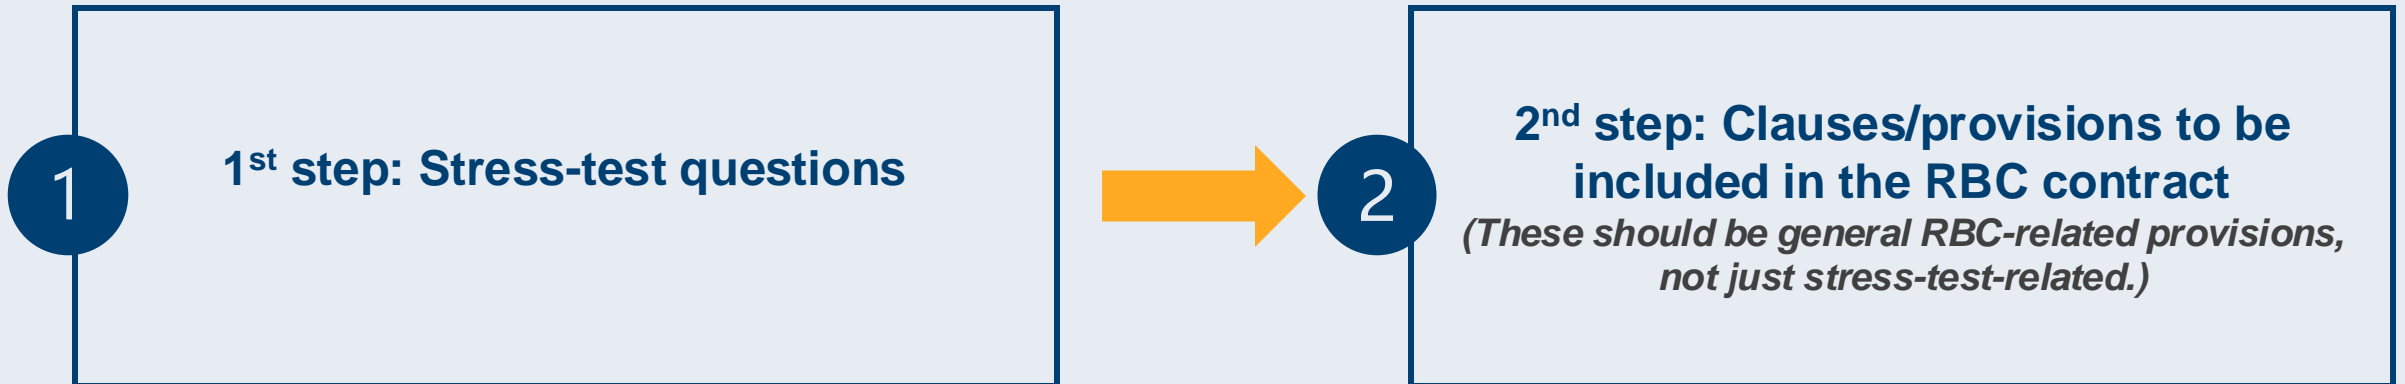 1
1st step: Stress-test questions
2
2nd step: Clauses/provisions to be
included in the RBC contract
(These should be general RBC-related provisions,
not just stress-test-related.)